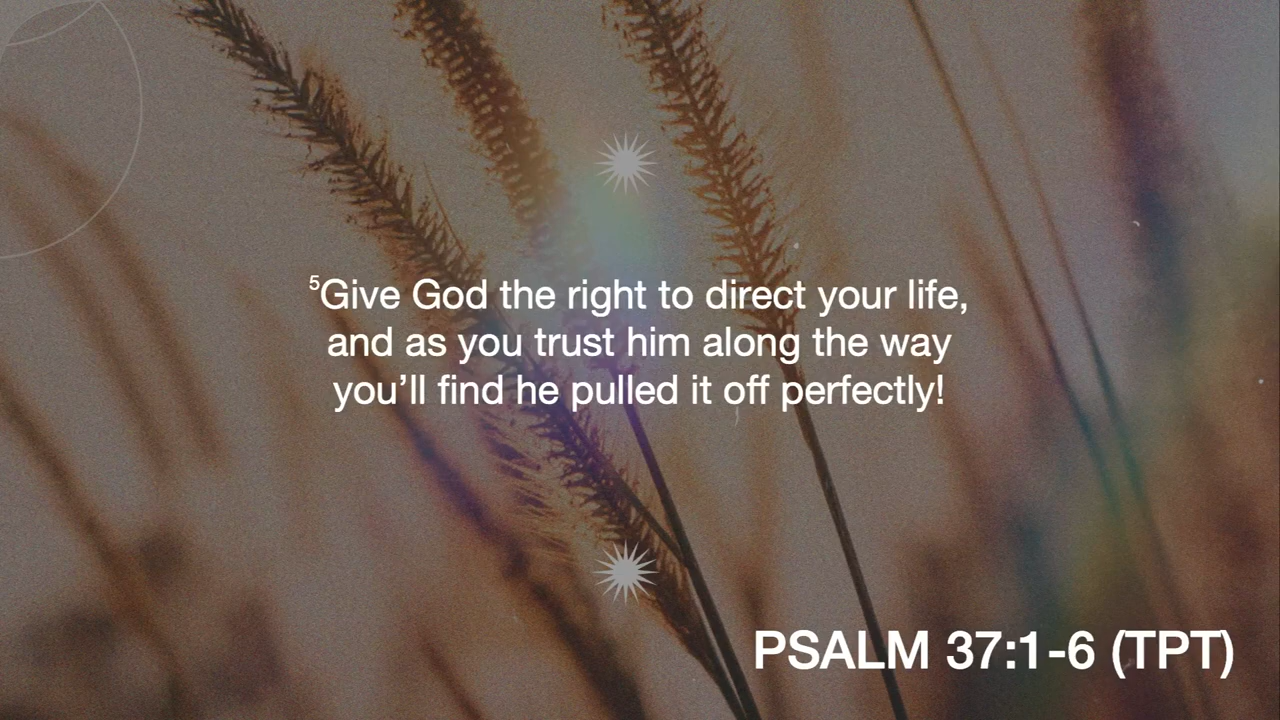 ⁵Give God the right to direct your life,
and as you trust him along the way
you’ll find he pulled it off perfectly!
PSALM 37:1-6 (TPT)